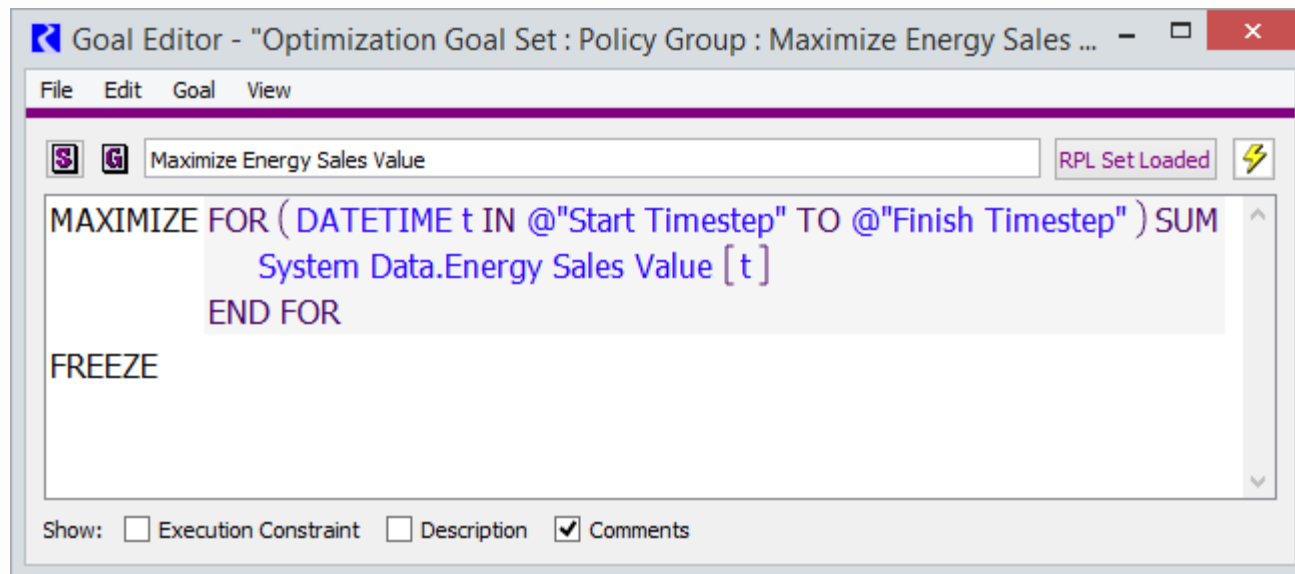 Goal Editor - "Optimization Goal Set : Policy Group : Maximize Energy Sales ...
File Edit Goal View
S G Maximize Energy Sales Value RPL Set Loaded
MAXIMIZE FOR ( DATETIME t IN @"Start Timestep" TO @"Finish Timestep" ) SUM
System Data.Energy Sales Value [ t ]
END FOR
FREEZE
Show: Execution Constraint Description Comments